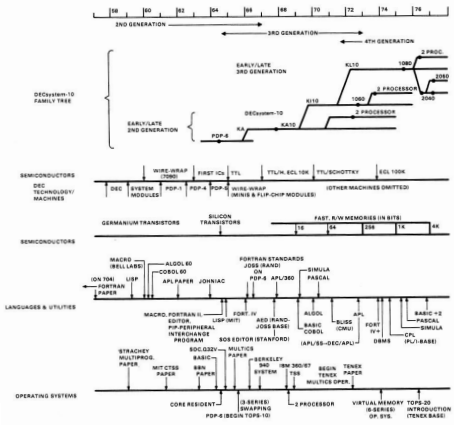 58 60 62 64 66 68 70 72 74 76
2ND GENERATION
3RD GENERATION
4TH GENERATION
2 PROC.
1080
2060
KL10
EARLY/LATE
3RD GENERATION
DECsystem-10
FAMILY TREE
2 PROCESSOR
1060
2040
KI10
DECsystem-10
2 PROCESSOR
EARLY/LATE
2ND GENERATION
KA
KA10
PDP-6
SEMICONDUCTORS
WIRE-WRAP
(7090)
FIRST ICs
TTL
TTL/H, ECL 10K
TTL/SCHOTTKY
ECL 100K
DEC
TECHNOLOGY/
MACHINES
DEC
SYSTEM
MODULES
PDP-1
PDP-4
PDP-5
WIRE-WRAP
(MINIS & FLIP-CHIP MODULES)
(OTHER MACHINES OMITTED)
GERMANIUM TRANSISTORS
SILICON
TRANSISTORS
FAST, R/W MEMORIES (IN BITS)
16 64 256 1K 4K
SEMICONDUCTORS
MACRO
(BELL LABS)
ALGOL 60
COBOL 60
FORTRAN STANDARDS
JOSS (RAND)
ON
PDP-6
APL/360
SIMULA
PASCAL
(ON 704)
FORTRAN
PAPER
LISP
APL PAPER
JOHNIAC
LANGUAGES & UTILITIES
MACRO, FORTRAN II,
EDITOR,
PIP-PERIPHERAL
INTERCHANGE
PROGRAM
FORT. IV
LISP (MIT)
AED (RAND-
JOSS BASE)
SOS EDITOR (STANFORD)
BASIC
COBOL
ALGOL
(APL/SS–DEC/APL)
BLISS
(CMU)
APL
FORT
IV+
DBMS
CPL
(PL/I-BASE)
BASIC +2
PASCAL
SIMULA
STRACHEY
MULTIPROG.
PAPER
MIT CTSS
PAPER
BBN
PAPER
SDC,Q32V
BASIC
MULTICS
PAPER
BERKELEY
940
SYSTEM
IBM 360/67
TSS
BEGIN
TENEX
MULTICS OPER.
TENEX
PAPER
OPERATING SYSTEMS
CORE RESIDENT
PDP-6 (BEGIN TOPS-10)
(3-SERIES)
SWAPPING
2 PROCESSOR
VIRTUAL MEMORY
(6-SERIES)
OP. SYS.
TOPS-20
INTRODUCTION
(TENEX BASE)